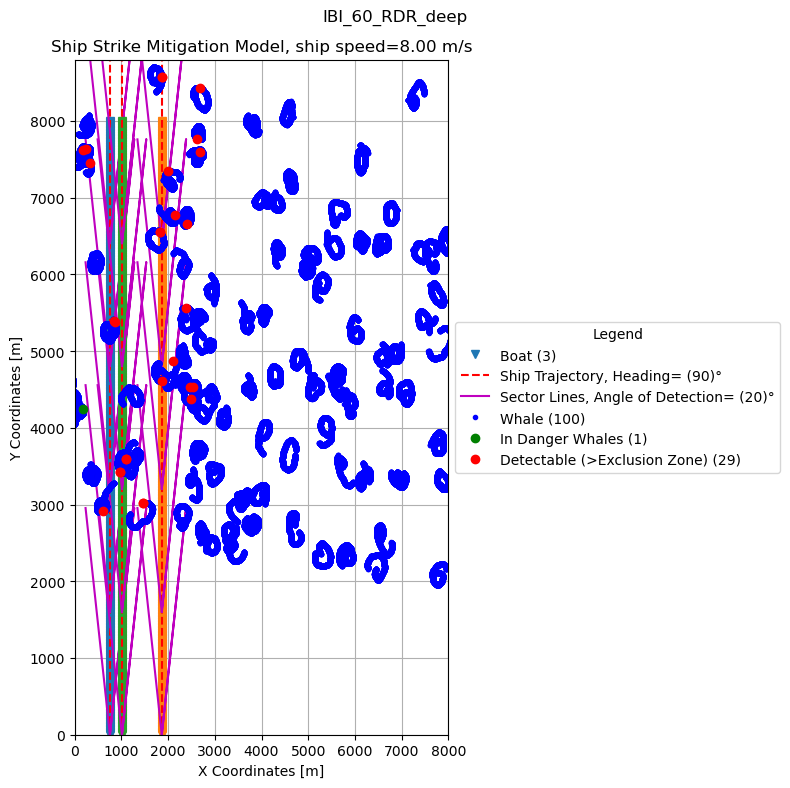 IBI_60_RDR_deep
Ship Strike Mitigation Model, ship speed=8.00 m/s
Y Coordinates [m]
8000
7000
6000
5000
4000
3000
2000
1000
0
0 1000 2000 3000 4000 5000 6000 7000 8000
X Coordinates [m]
Legend
Boat (3)
Ship Trajectory, Heading= (90)°
Sector Lines, Angle of Detection= (20)°
Whale (100)
In Danger Whales (1)
Detectable (>Exclusion Zone) (29)